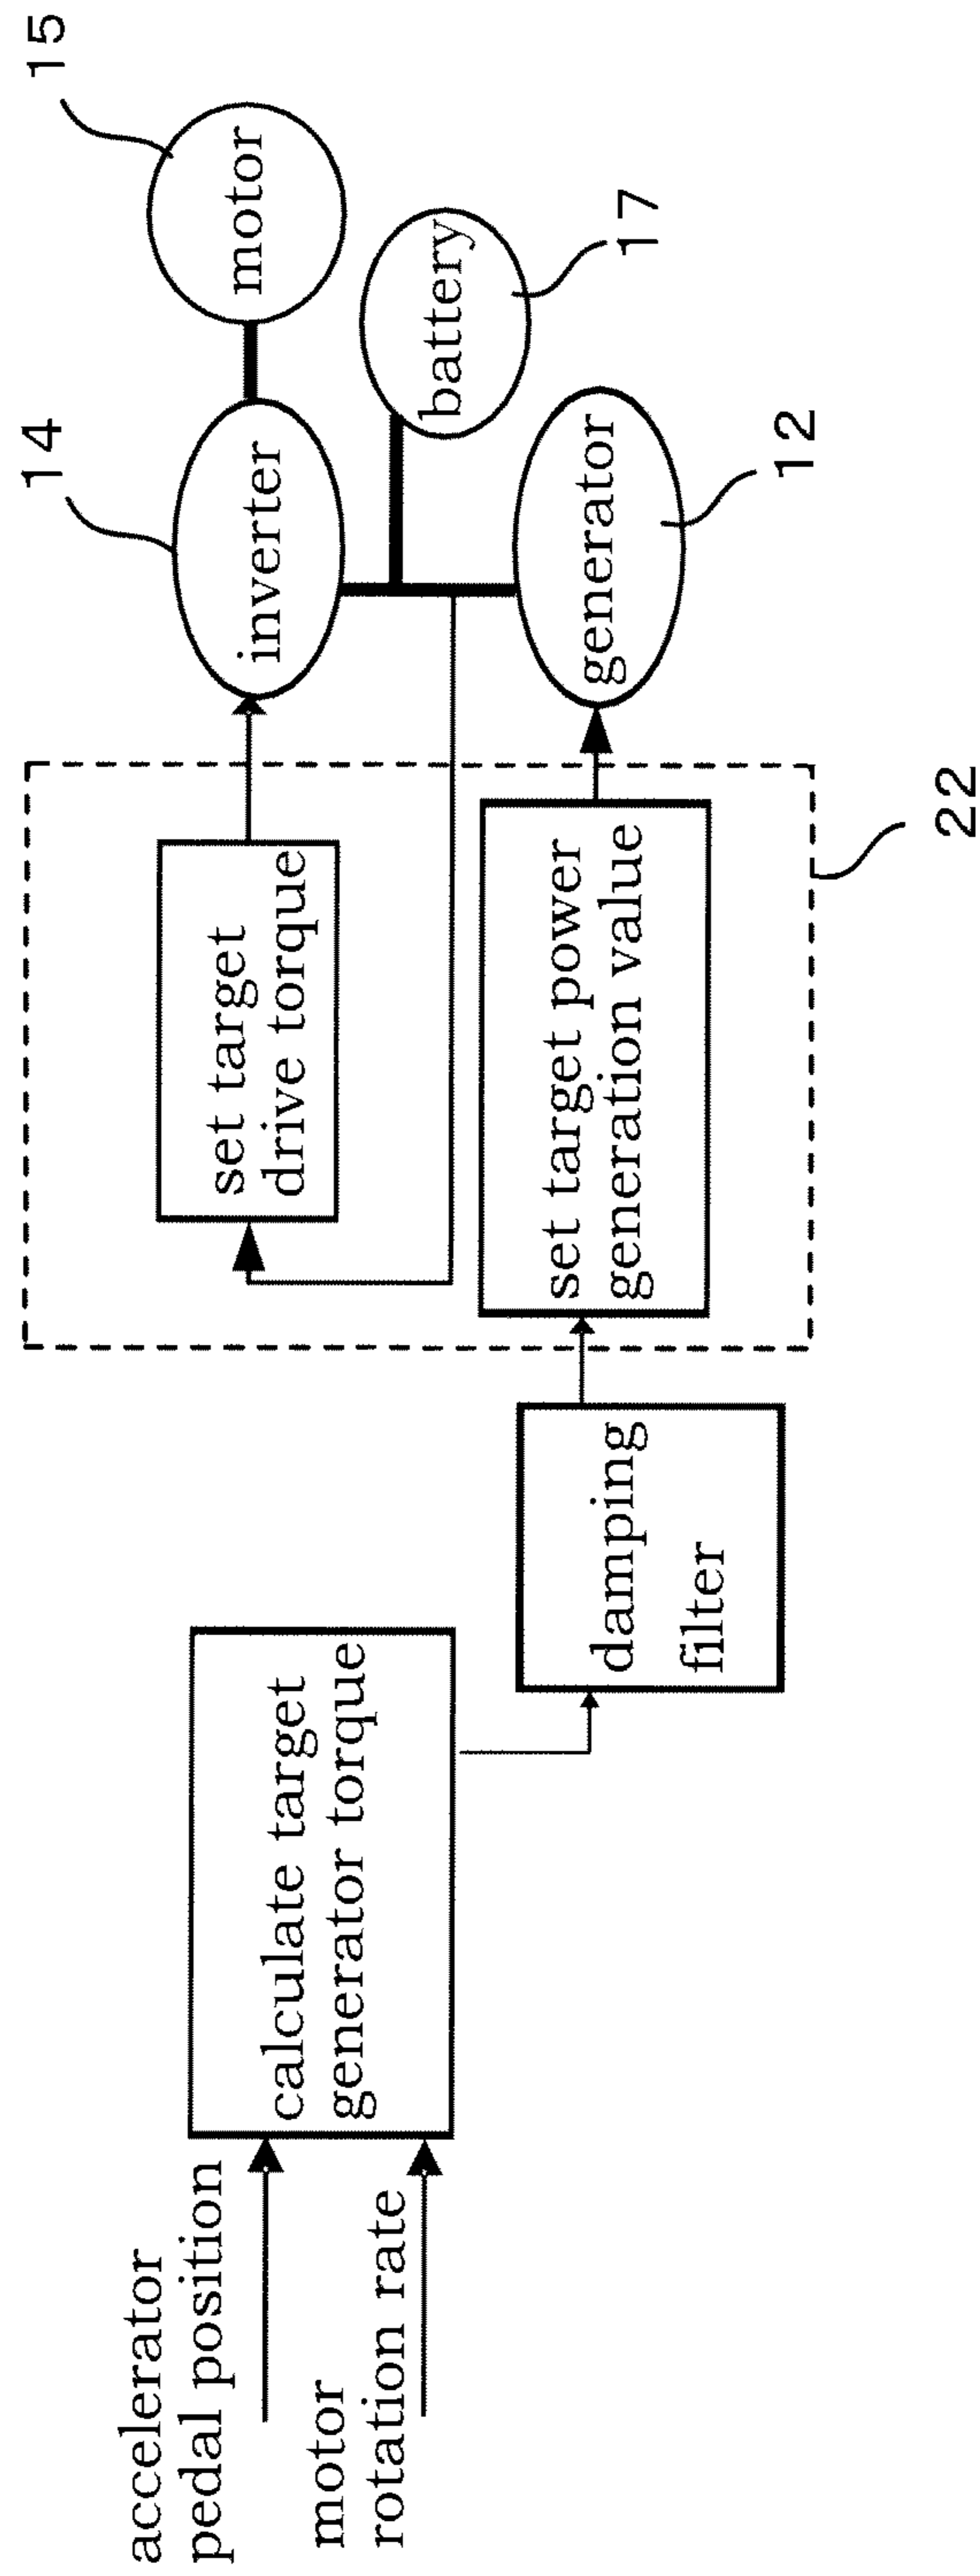 accelerator
pedal position
motor
rotation rate
calculate target
generator torque
damping
filter
set target
drive torque
set target power
generation value
22
inverter
14
motor
15
battery
17
generator
12